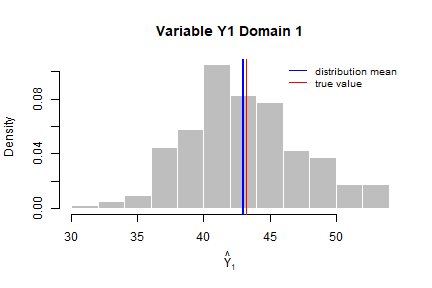 Variable Y1 Domain 1
distribution mean
true value
Density
0.08
0.04
0.00
30 35 40 45 50
Ŷ₁